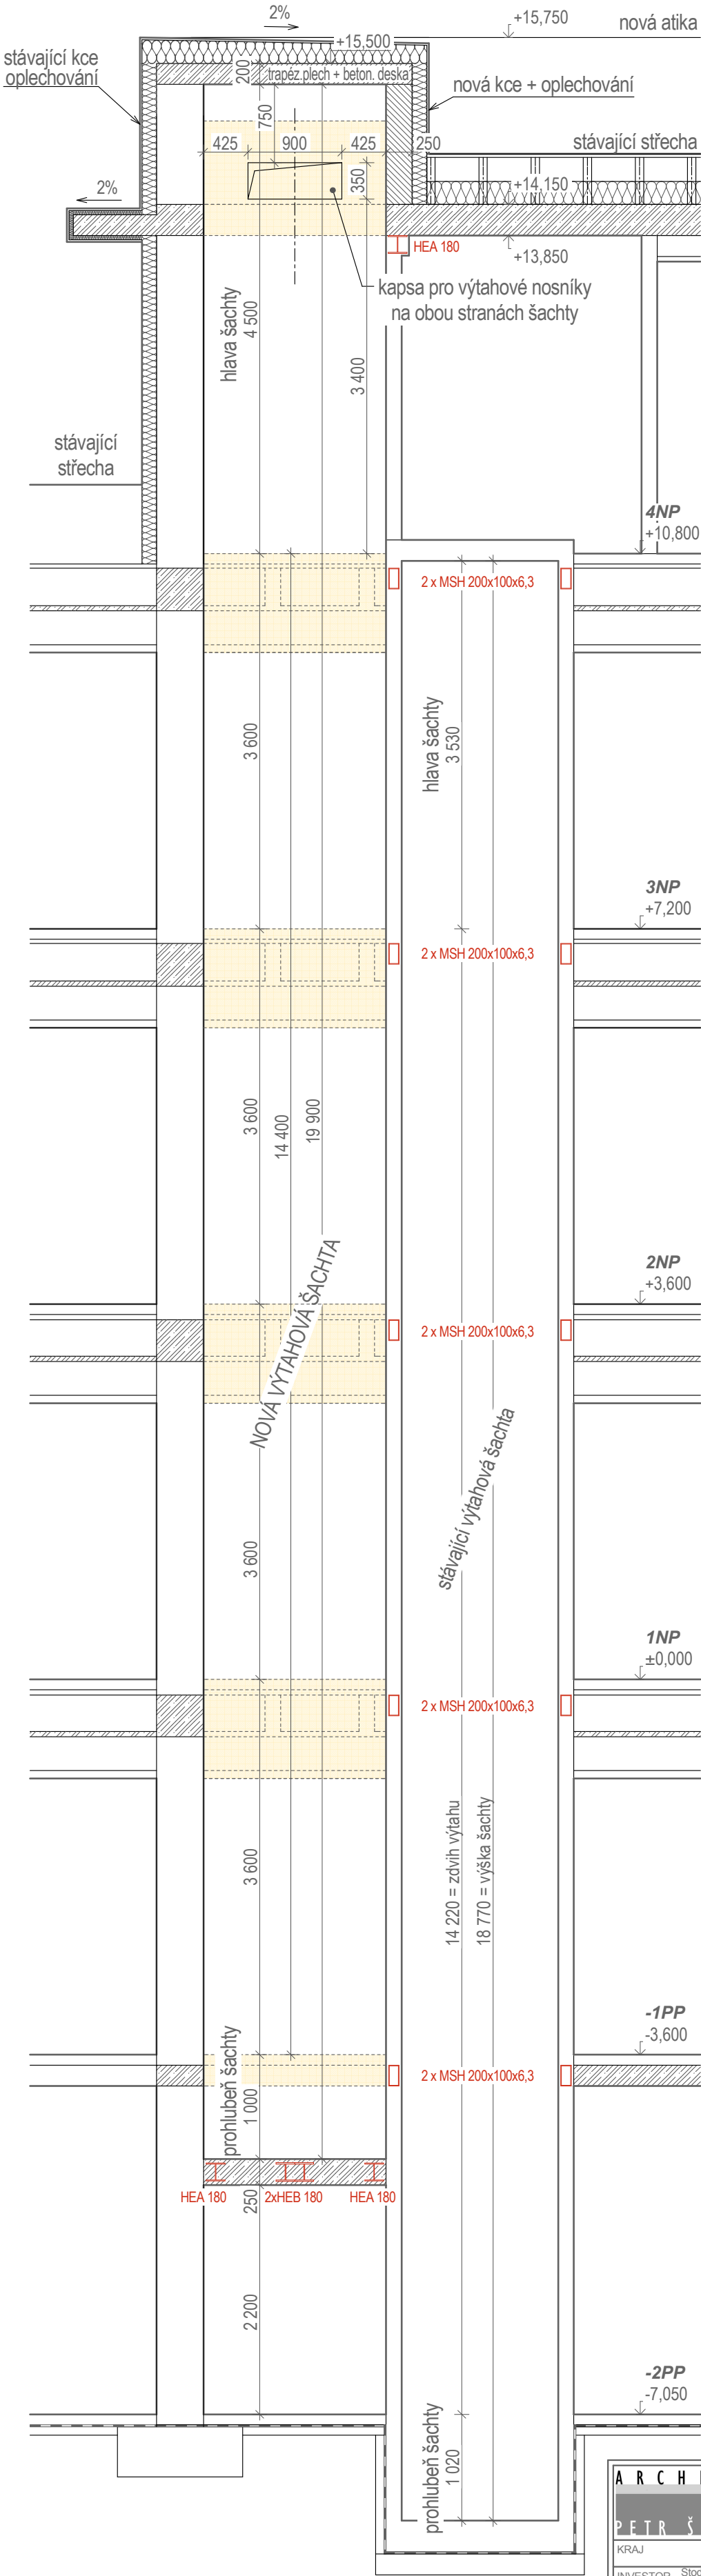 2%
+15,750
nová atika
+15,500
stávající kce
oplechování
trapéz.plech + beton. deska
200
nová kce + oplechování
750
425
900
425
250
stávající střecha
350
+14,150
2%
HEA 180
+13,850
kapsa pro výtahové nosníky
na obou stranách šachty
hlava šachty
4 500
3 400
stávající
střecha
4NP
+10,800
2 x MSH 200x100x6,3
hlava šachty
3 530
3 600
3NP
+7,200
2 x MSH 200x100x6,3
3 600
14 400
19 900
NOVÁ VÝTAHOVÁ ŠACHTA
2NP
+3,600
2 x MSH 200x100x6,3
stávající výtahová šachta
3 600
1NP
±0,000
2 x MSH 200x100x6,3
14 220 = zdvih výtahu
18 770 = výška šachty
3 600
-1PP
-3,600
prohlubeň šachty
1 000
2 x MSH 200x100x6,3
HEA 180
250
2xHEB 180
HEA 180
2 200
-2PP
-7,050
prohlubeň šachty
1 020
ARCHI
PETR Š
KRAJ
INVESTOR